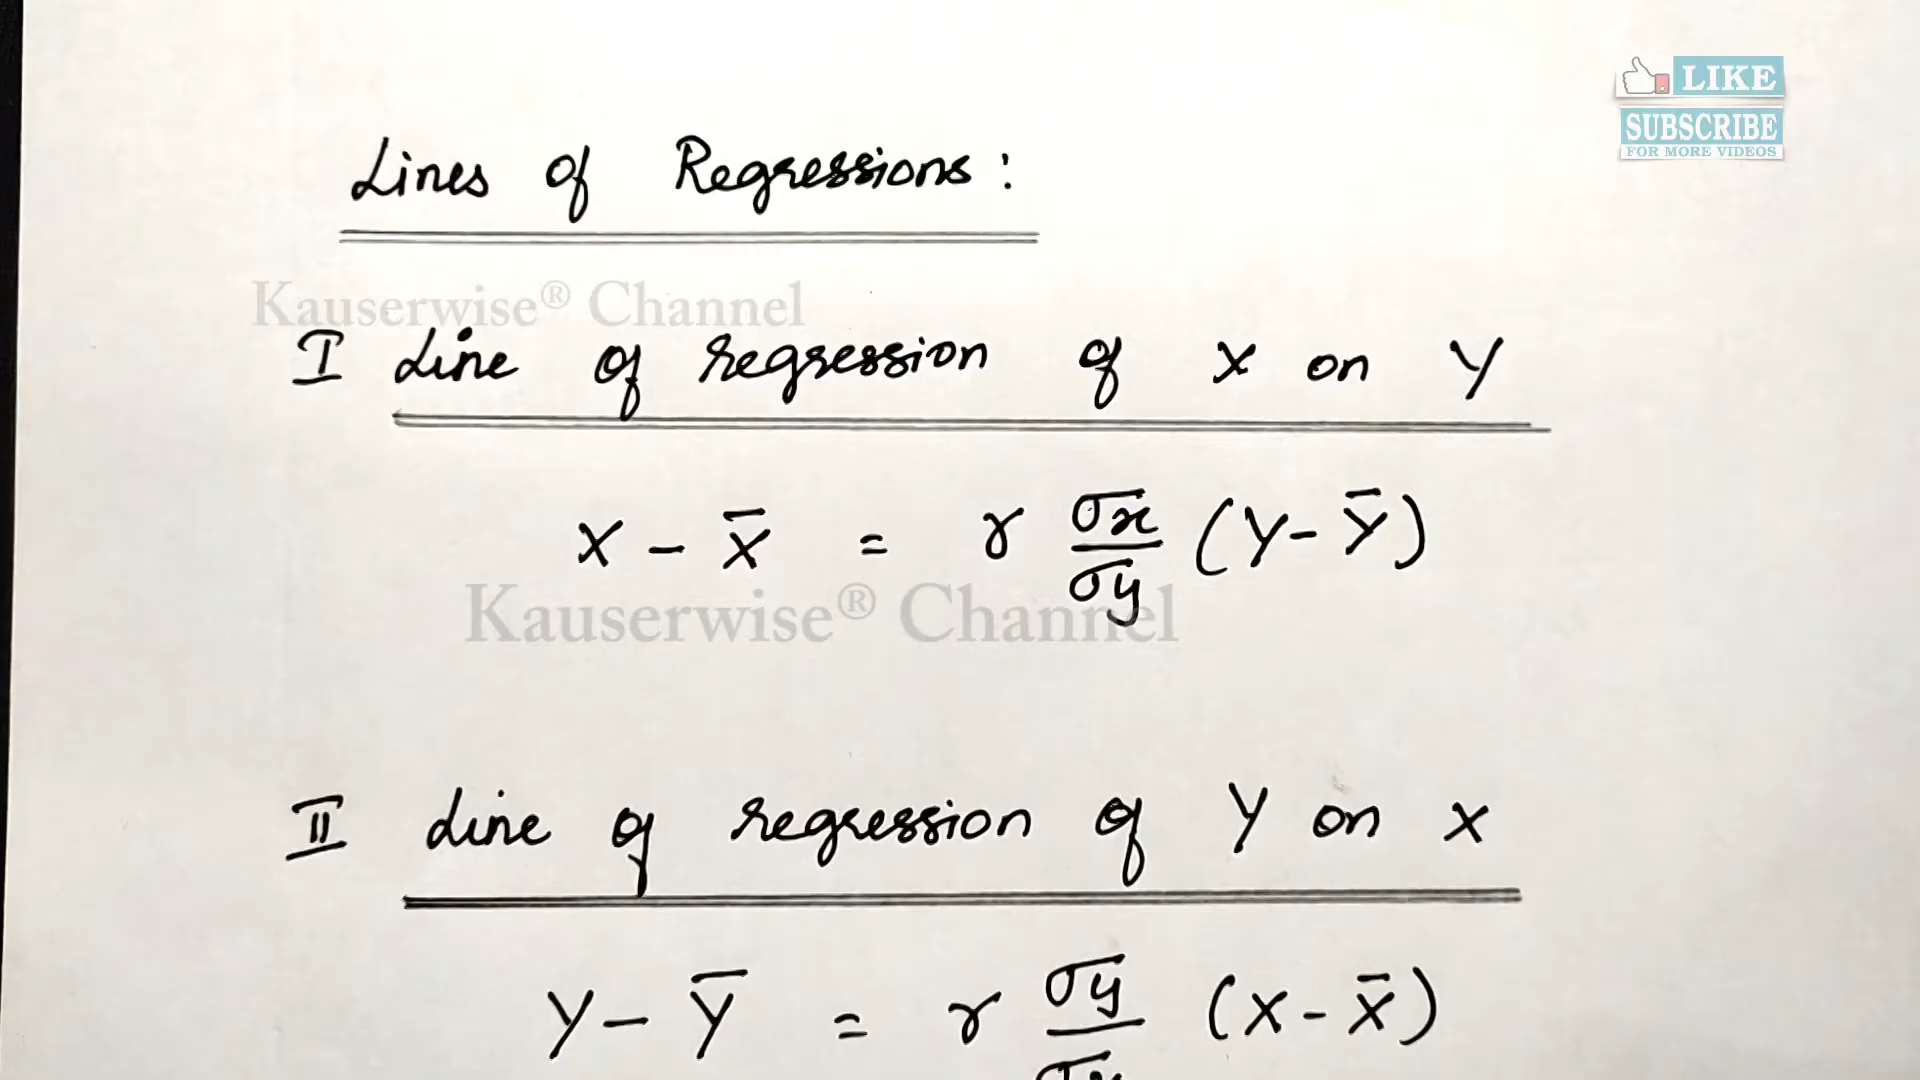 LIKE
SUBSCRIBE
FOR MORE VIDEOS
Lines of Regressions:
Kauserwise® Channel
I Line of regression of X on Y
X - X̄ = r σx/σy (Y - Ȳ)
Kauserwise® Channel
II Line of regression of Y on X
Y - Ȳ = r σy/σx (X - X̄)